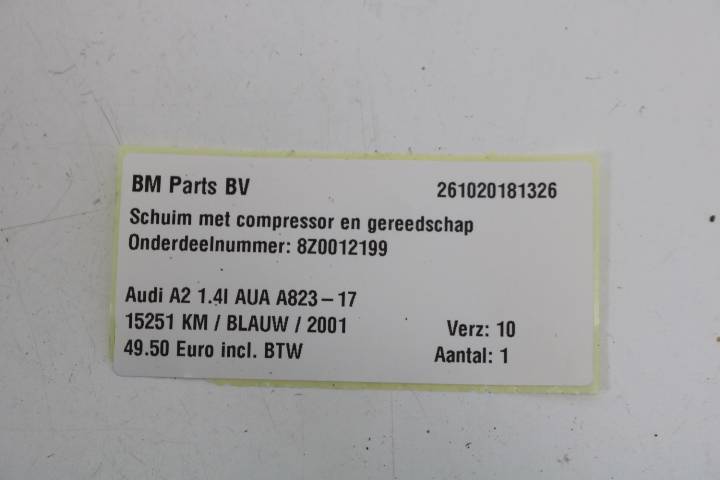 BM Parts BV 261020181326
Schuim met compressor en gereedschap
Onderdeelnummer: 8Z0012199
Audi A2 1.4I AUA A823-17
15251 KM / BLAUW / 2001 Verz: 10
49.50 Euro incl. BTW Aantal: 1